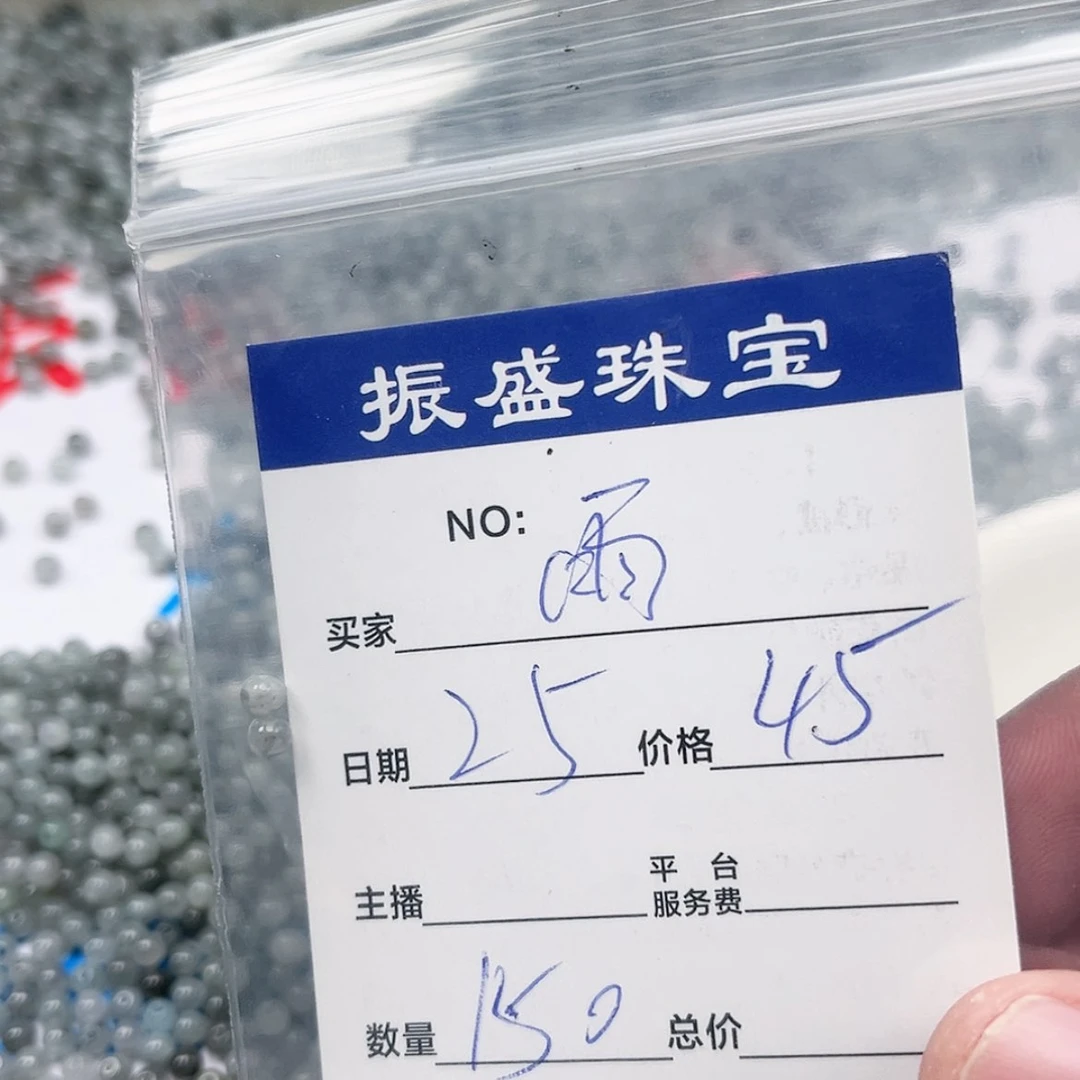 振盛珠宝
NO:
买家 雨
日期 25 价格 45
主播 平台服务费
数量 150 总价